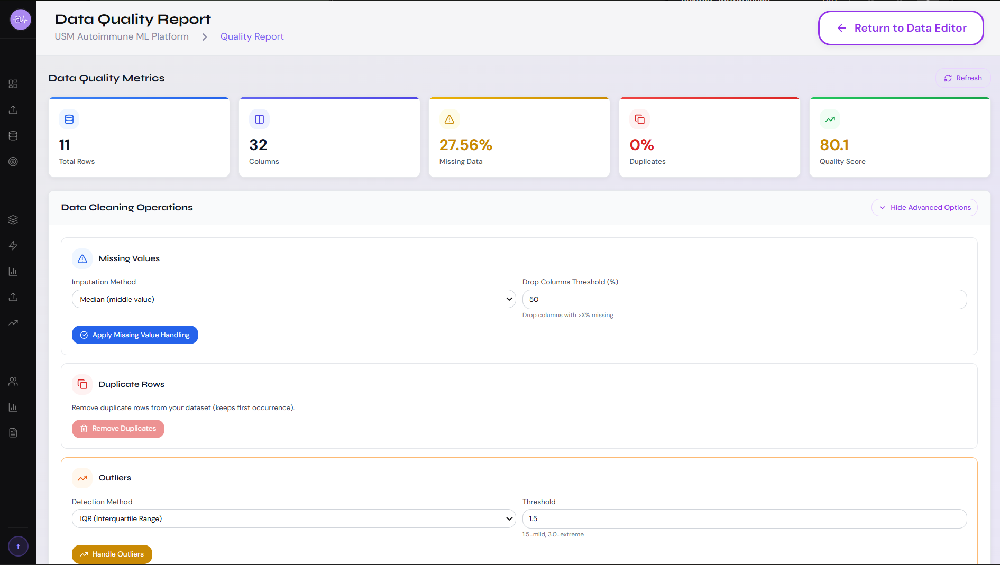 Data Quality Report
USM Autoimmune ML Platform > Quality Report
← Return to Data Editor
Data Quality Metrics
Refresh
11
Total Rows
32
Columns
27.56%
Missing Data
0%
Duplicates
80.1
Quality Score
Data Cleaning Operations
Hide Advanced Options
Missing Values
Imputation Method
Median (middle value)
Drop Columns Threshold (%)
50
Drop columns with >X% missing
Apply Missing Value Handling
Duplicate Rows
Remove duplicate rows from your dataset (keeps first occurrence).
Remove Duplicates
Outliers
Detection Method
IQR (Interquartile Range)
Threshold
1.5
1.5=mild, 3.0=extreme
Handle Outliers
t